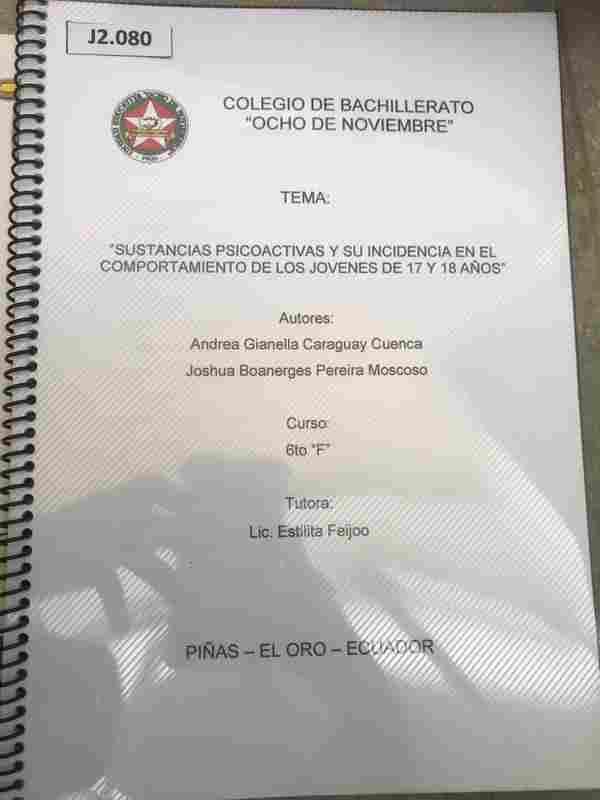 J2.080
COLEGIO DE BACHILLERATO
"OCHO DE NOVIEMBRE"
TEMA:
"SUSTANCIAS PSICOACTIVAS Y SU INCIDENCIA EN EL
COMPORTAMIENTO DE LOS JOVENES DE 17 Y 18 AÑOS"
Autores:
Andrea Gianella Caraguay Cuenca
Joshua Boanerges Pereira Moscoso
Curso:
6to "F"
Tutora:
Lic. Estilita Feijoo
PIÑAS – EL ORO – ECUADOR